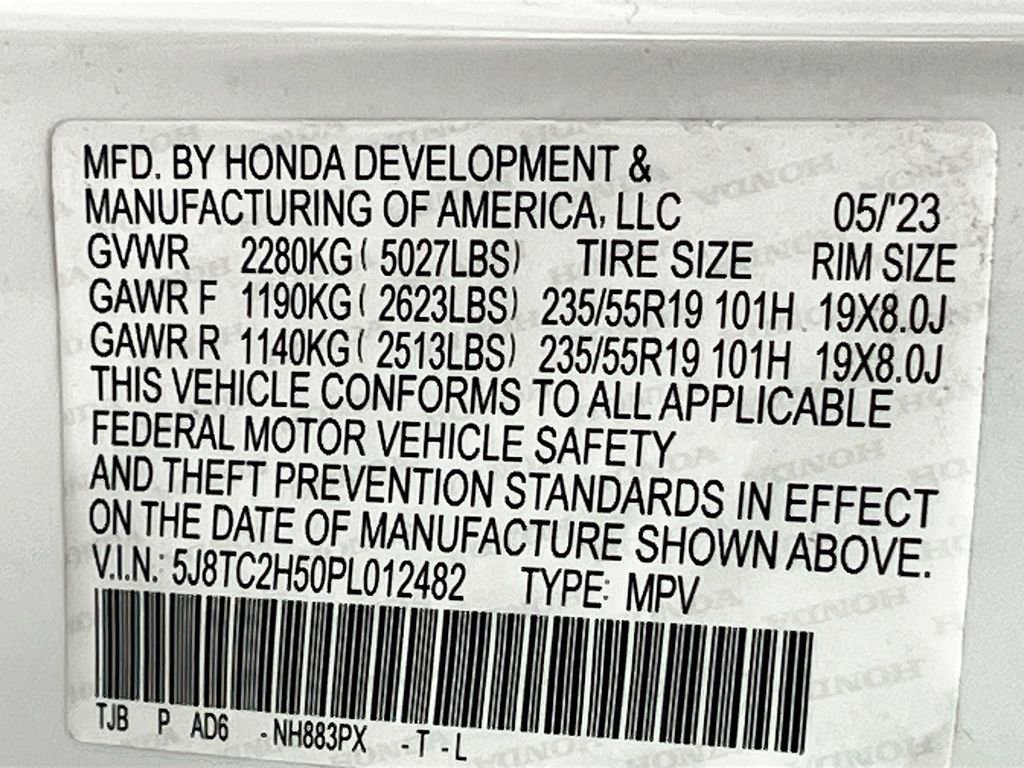 MFD. BY HONDA DEVELOPMENT &
MANUFACTURING OF AMERICA, LLC 05/'23
GVWR 2280KG( 5027LBS) TIRE SIZE RIM SIZE
GAWR F 1190KG( 2623LBS) 235/55R19 101H 19X8.0J
GAWR R 1140KG( 2513LBS) 235/55R19 101H 19X8.0J
THIS VEHICLE CONFORMS TO ALL APPLICABLE
FEDERAL MOTOR VEHICLE SAFETY
AND THEFT PREVENTION STANDARDS IN EFFECT
ON THE DATE OF MANUFACTURE SHOWN ABOVE.
V.I.N.: 5J8TC2H50PL012482 TYPE: MPV
TJB P AD6 -NH883PX -T-L